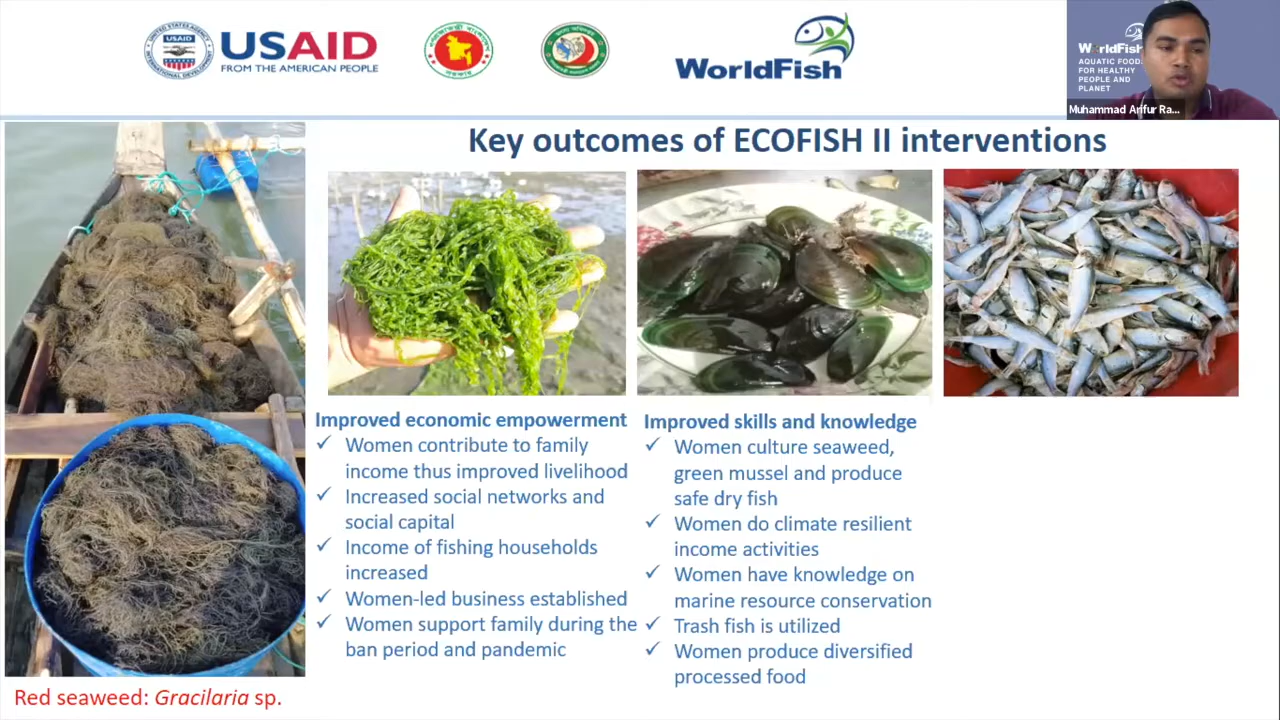 USAID
USAID
FROM THE AMERICAN PEOPLE
WorldFish
WorldFish
AQUATIC FOODS
FOR HEALTHY
PEOPLE AND
PLANET
Muhammad Arifur Ra...
Key outcomes of ECOFISH II interventions
Improved economic empowerment
✓ Women contribute to family
income thus improved livelihood
✓ Increased social networks and
social capital
✓ Income of fishing households
increased
✓ Women-led business established
✓ Women support family during the
ban period and pandemic
Improved skills and knowledge
✓ Women culture seaweed,
green mussel and produce
safe dry fish
✓ Women do climate resilient
income activities
✓ Women have knowledge on
marine resource conservation
✓ Trash fish is utilized
✓ Women produce diversified
processed food
Red seaweed: Gracilaria sp.